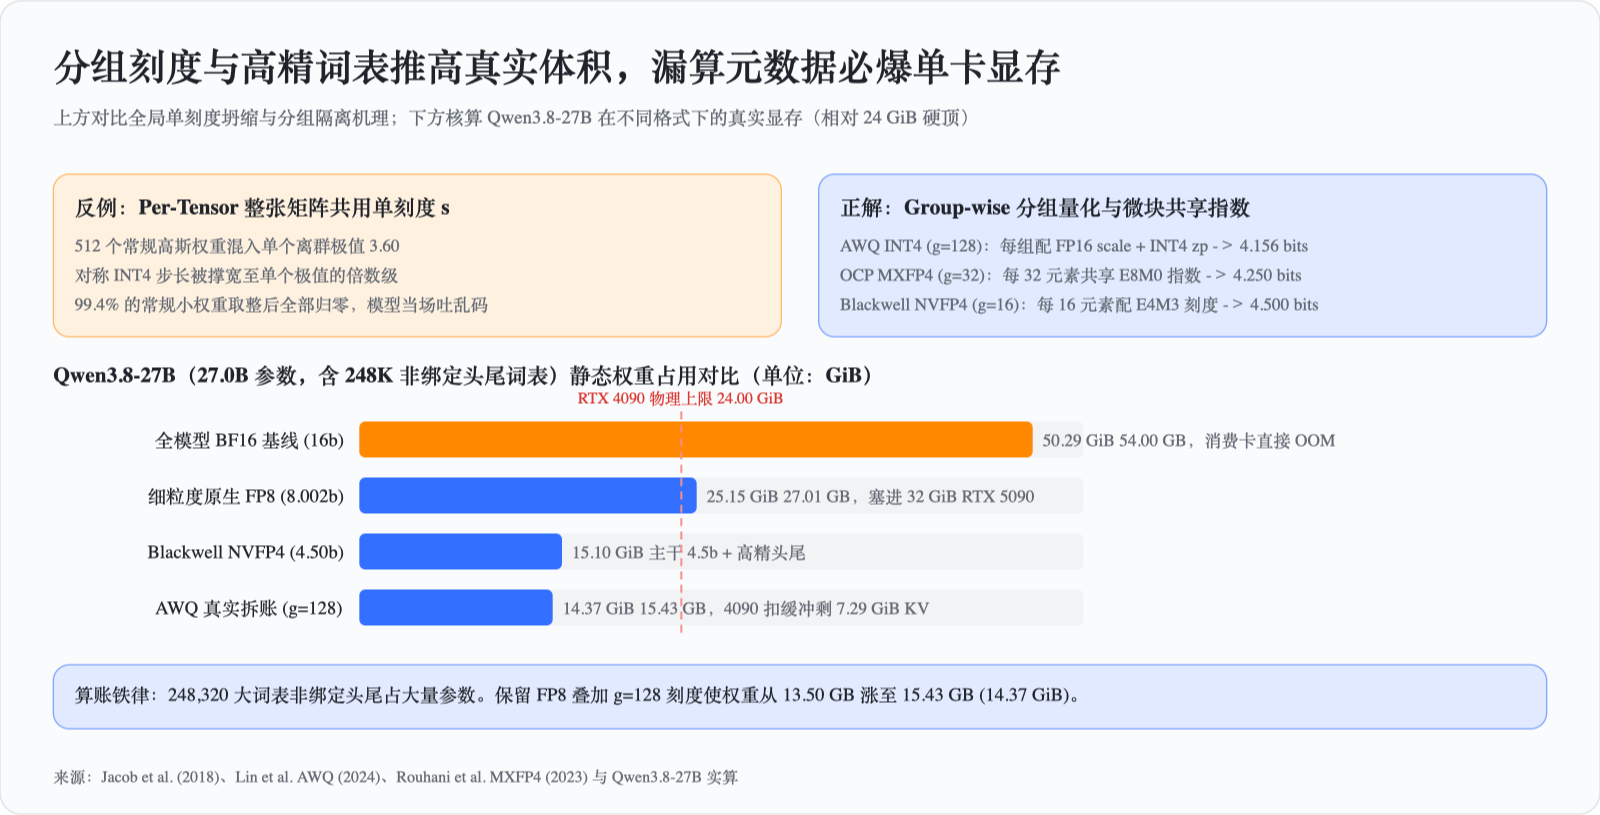 分组刻度与高精词表推高真实体积，漏算元数据必爆单卡显存
上方对比全局单刻度坍缩与分组隔离机理；下方核算 Qwen3.8-27B 在不同格式下的真实显存（相对 24 GiB 硬顶）
反例：Per-Tensor 整张矩阵共用单刻度 s
512 个常规高斯权重混入单个离群极值 3.60
对称 INT4 步长被撑宽至单个极值的倍数级
99.4% 的常规小权重取整后全部归零，模型当场吐乱码
正解：Group-wise 分组量化与微块共享指数
AWQ INT4 (g=128)：每组配 FP16 scale + INT4 zp -> 4.156 bits
OCP MXFP4 (g=32)：每 32 元素共享 E8M0 指数 -> 4.250 bits
Blackwell NVFP4 (g=16)：每 16 元素配 E4M3 刻度 -> 4.500 bits
Qwen3.8-27B（27.0B 参数，含 248K 非绑定头尾词表）静态权重占用对比（单位：GiB）
RTX 4090 物理上限 24.00 GiB
全模型 BF16 基线 (16b)
50.29 GiB 54.00 GB，消费卡直接 OOM
细粒度原生 FP8 (8.002b)
25.15 GiB 27.01 GB，塞进 32 GiB RTX 5090
Blackwell NVFP4 (4.50b)
15.10 GiB 主干 4.5b + 高精头尾
AWQ 真实拆账 (g=128)
14.37 GiB 15.43 GB，4090 扣缓冲剩 7.29 GiB KV
算账铁律：248,320 大词表非绑定头尾占大量参数。保留 FP8 叠加 g=128 刻度使权重从 13.50 GB 涨至 15.43 GB (14.37 GiB)。
来源：Jacob et al. (2018)、Lin et al. AWQ (2024)、Rouhani et al. MXFP4 (2023) 与 Qwen3.8-27B 实算